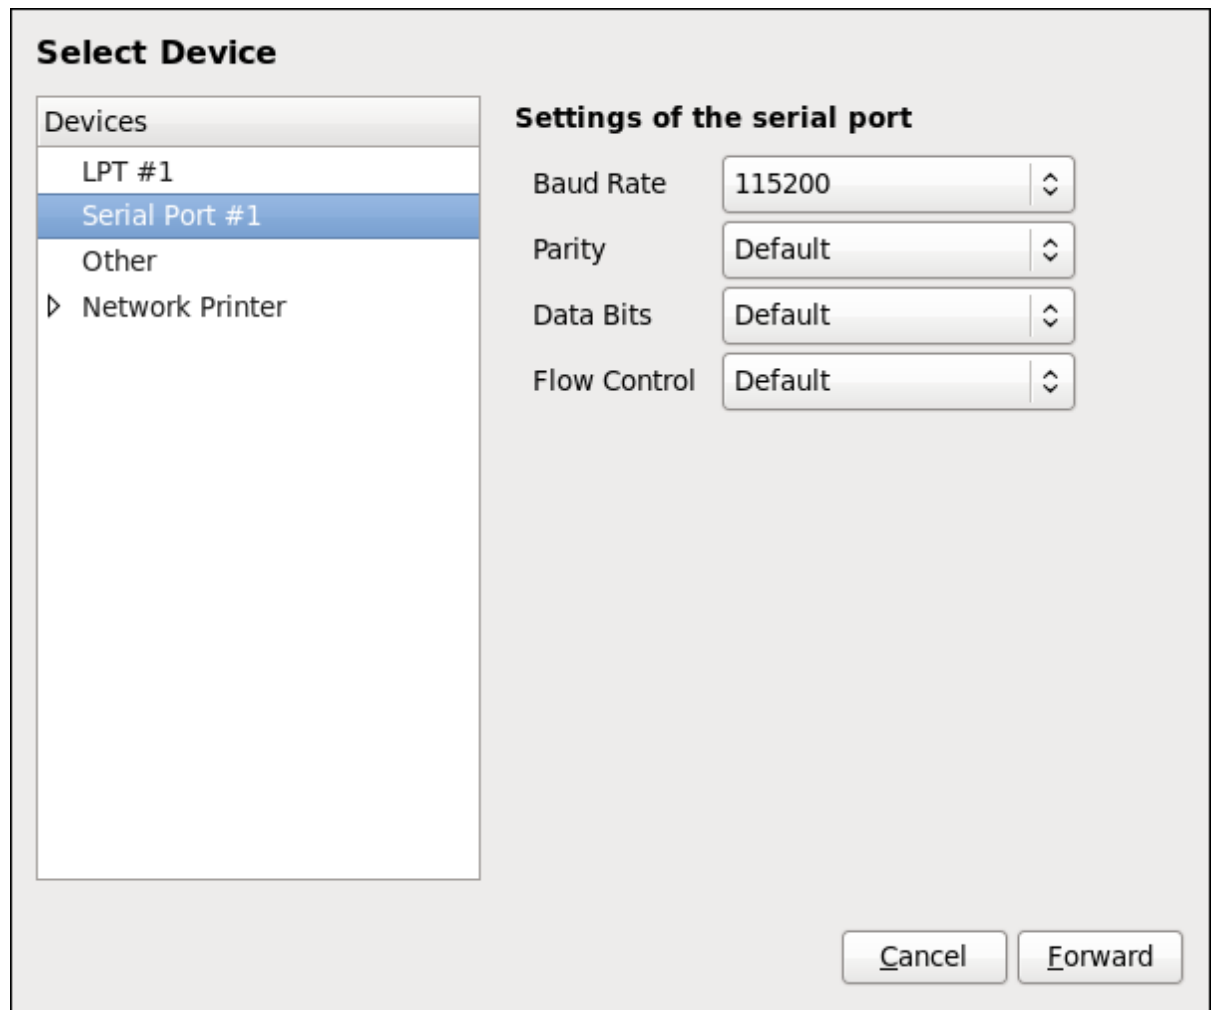 Select Device
Devices
LPT #1
Serial Port #1
Other
Network Printer
Settings of the serial port
Baud Rate 115200
Parity Default
Data Bits Default
Flow Control Default
Cancel Forward